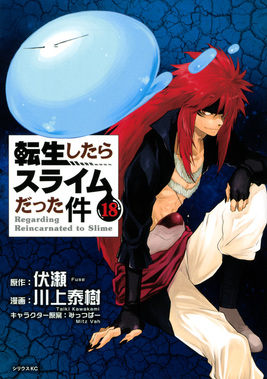 転生したら
スライム
だった件 18
Regarding
Reincarnated to Slime
原作：伏瀬
Fuse
漫画：川上泰樹
Taiki Kawakami
キャラクター原案：みっつばー
Mitz Vah
シリウスKC